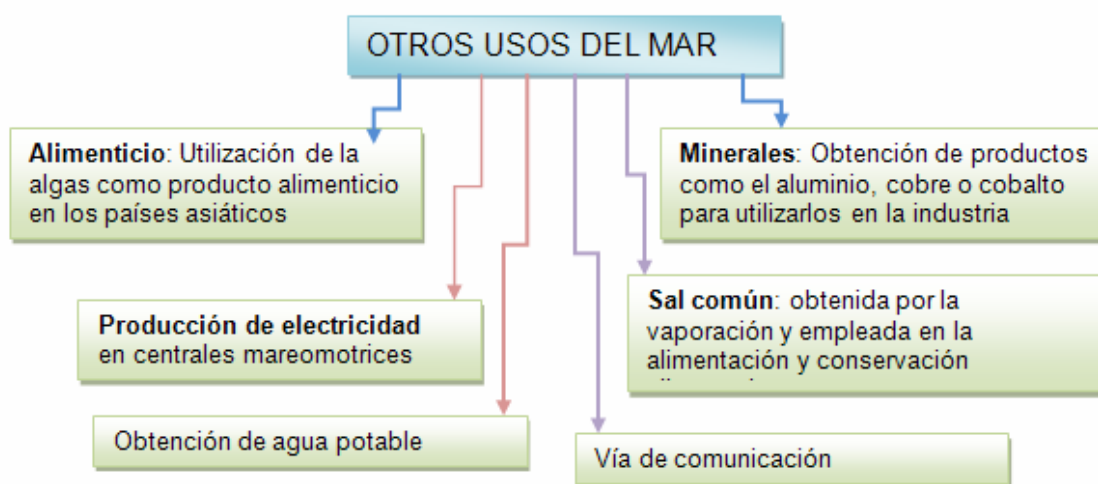 OTROS USOS DEL MAR
Alimenticio: Utilización de la
algas como producto alimenticio
en los países asiáticos
Minerales: Obtención de productos
como el aluminio, cobre o cobalto
para utilizarlos en la industria
Producción de electricidad
en centrales mareomotrices
Sal común: obtenida por la
vaporación y empleada en la
alimentación y conservación
Obtención de agua potable
Vía de comunicación